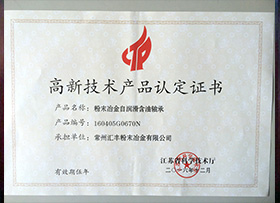 高新技术产品认定证书
产品名称: 粉末冶金自润滑含油轴承
产品编号: 160405G0670N
承担单位: 常州汇丰粉末冶金有限公司
江苏省科学技术厅
有效期伍年
二〇一六年十二月